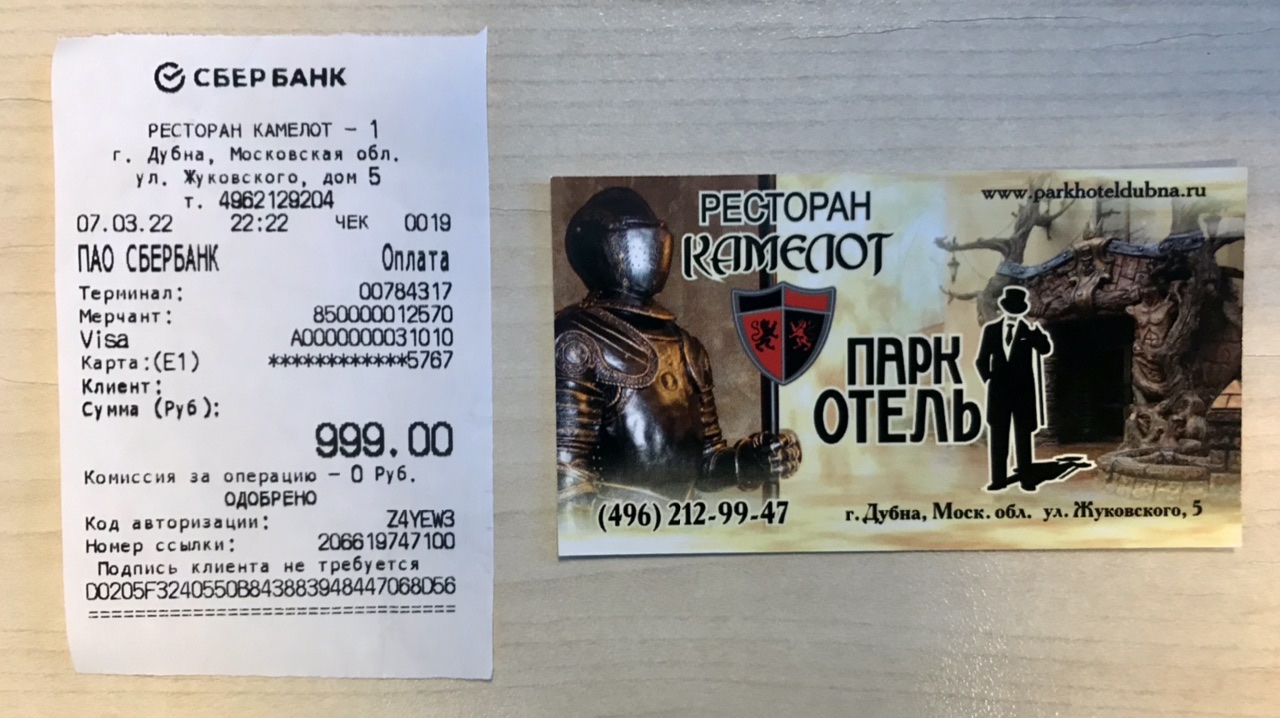 СБЕР БАНК
РЕСТОРАН КАМЕЛОТ - 1
г. Дубна, Московская обл.
ул. Жуковского, дом 5
т. 4962129204
07.03.22 22:22 ЧЕК 0019
ПАО СБЕРБАНК Оплата
Терминал: 00784317
Мерчант: 850000012570
Visa A0000000031010
Карта:(E1) ************5767
Клиент:
Сумма (Руб):
999.00
Комиссия за операцию - 0 Руб.
ОДОБРЕНО
Код авторизации: Z4YEW3
Номер ссылки: 206619747100
Подпись клиента не требуется
D0205F3240550B843883948447068D56
================================
www.parkhoteldubna.ru
РЕСТОРАН
КАМЕЛОТ
ПАРК
ОТЕЛЬ
(496) 212-99-47
г. Дубна, Моск. обл. ул. Жуковского, 5